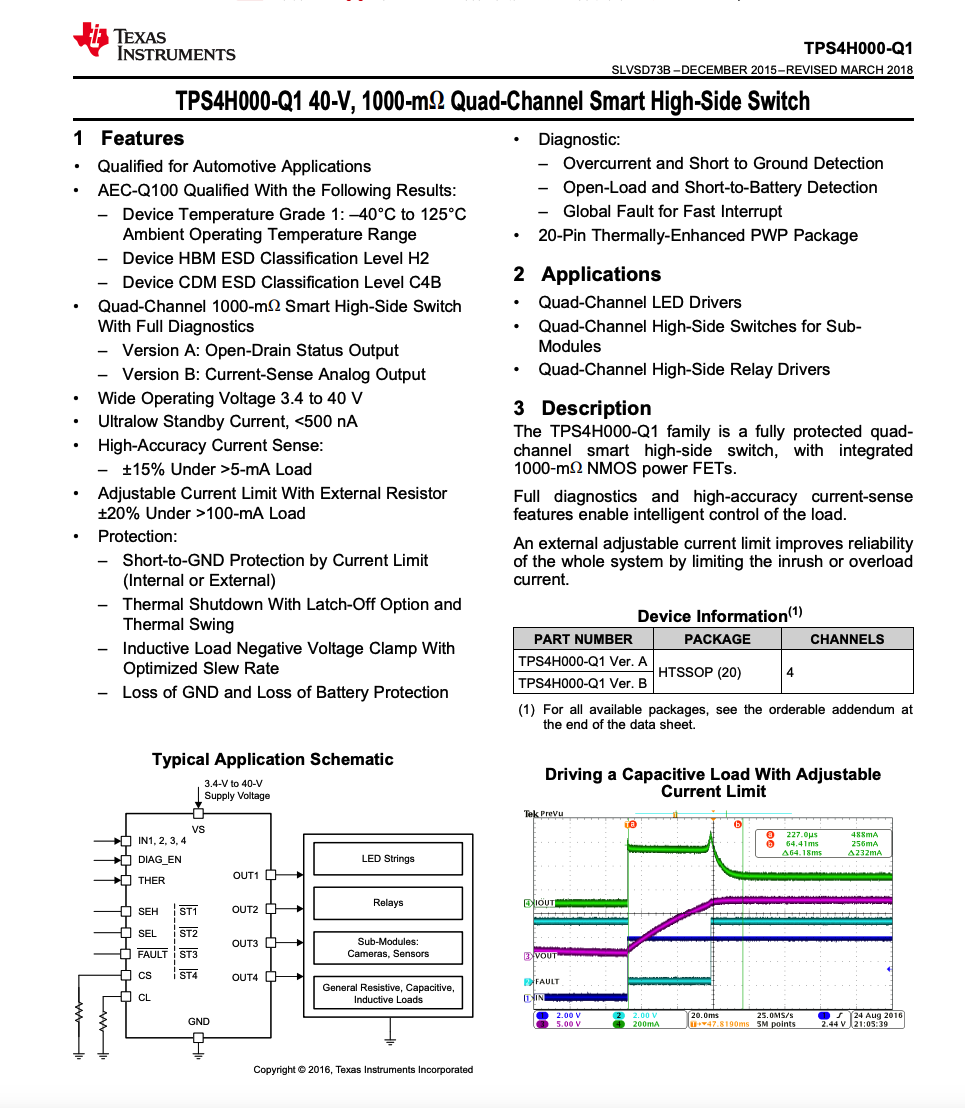 TEXAS
INSTRUMENTS
TPS4H000-Q1
SLVSD73B –DECEMBER 2015–REVISED MARCH 2018
TPS4H000-Q1 40-V, 1000-mΩ Quad-Channel Smart High-Side Switch
1 Features
• Qualified for Automotive Applications
• AEC-Q100 Qualified With the Following Results:
– Device Temperature Grade 1: –40°C to 125°C
Ambient Operating Temperature Range
– Device HBM ESD Classification Level H2
– Device CDM ESD Classification Level C4B
• Quad-Channel 1000-mΩ Smart High-Side Switch
With Full Diagnostics
– Version A: Open-Drain Status Output
– Version B: Current-Sense Analog Output
• Wide Operating Voltage 3.4 to 40 V
• Ultralow Standby Current, <500 nA
• High-Accuracy Current Sense:
– ±15% Under >5-mA Load
• Adjustable Current Limit With External Resistor
±20% Under >100-mA Load
• Protection:
– Short-to-GND Protection by Current Limit
(Internal or External)
– Thermal Shutdown With Latch-Off Option and
Thermal Swing
– Inductive Load Negative Voltage Clamp With
Optimized Slew Rate
– Loss of GND and Loss of Battery Protection
• Diagnostic:
– Overcurrent and Short to Ground Detection
– Open-Load and Short-to-Battery Detection
– Global Fault for Fast Interrupt
• 20-Pin Thermally-Enhanced PWP Package
2 Applications
• Quad-Channel LED Drivers
• Quad-Channel High-Side Switches for Sub-
Modules
• Quad-Channel High-Side Relay Drivers
3 Description
The TPS4H000-Q1 family is a fully protected quad-
channel smart high-side switch, with integrated
1000-mΩ NMOS power FETs.
Full diagnostics and high-accuracy current-sense
features enable intelligent control of the load.
An external adjustable current limit improves reliability
of the whole system by limiting the inrush or overload
current.
Device Information(1)
PART NUMBER PACKAGE CHANNELS
TPS4H000-Q1 Ver. A
HTSSOP (20) 4
TPS4H000-Q1 Ver. B
(1) For all available packages, see the orderable addendum at
the end of the data sheet.
Typical Application Schematic
3.4-V to 40-V
Supply Voltage
VS
IN1, 2, 3, 4
DIAG_EN
THER
SEH ST1
SEL ST2
FAULT ST3
CS ST4
CL
GND
OUT1
OUT2
OUT3
OUT4
LED Strings
Relays
Sub-Modules:
Cameras, Sensors
General Resistive, Capacitive,
Inductive Loads
Copyright © 2016, Texas Instruments Incorporated
Driving a Capacitive Load With Adjustable
Current Limit
Tek PreVu
a b
a 227.0µs 488mA
b 64.41ms 256mA
Δ64.18ms Δ232mA
4 IOUT
3 VOUT
2 FAULT
1 IN
1 2.00 V 2 2.00 V 20.0ms 25.0MS/s 1 24 Aug 2016
3 5.00 V 4 200mA 47.8190ms 5M points 2.44 V 21:05:39